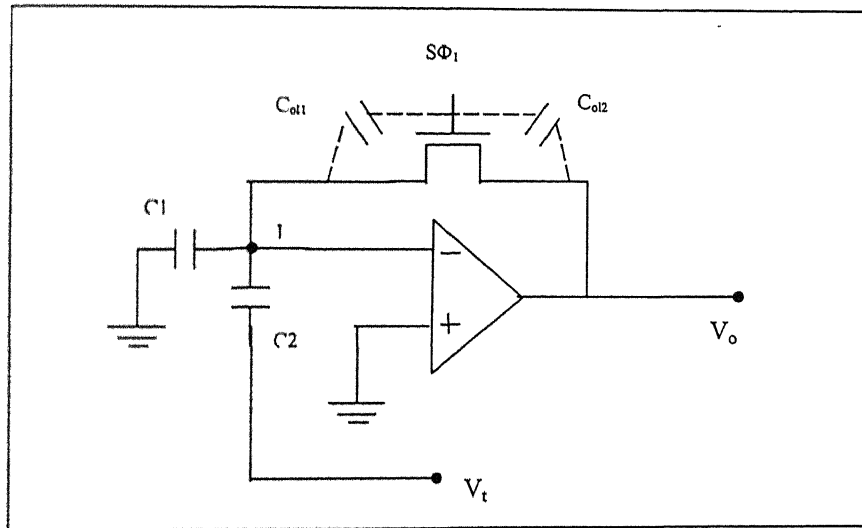 SΦ₁
Cₒₗ₁
Cₒₗ₂
C1
1
−
+
C2
Vₒ
Vₜ